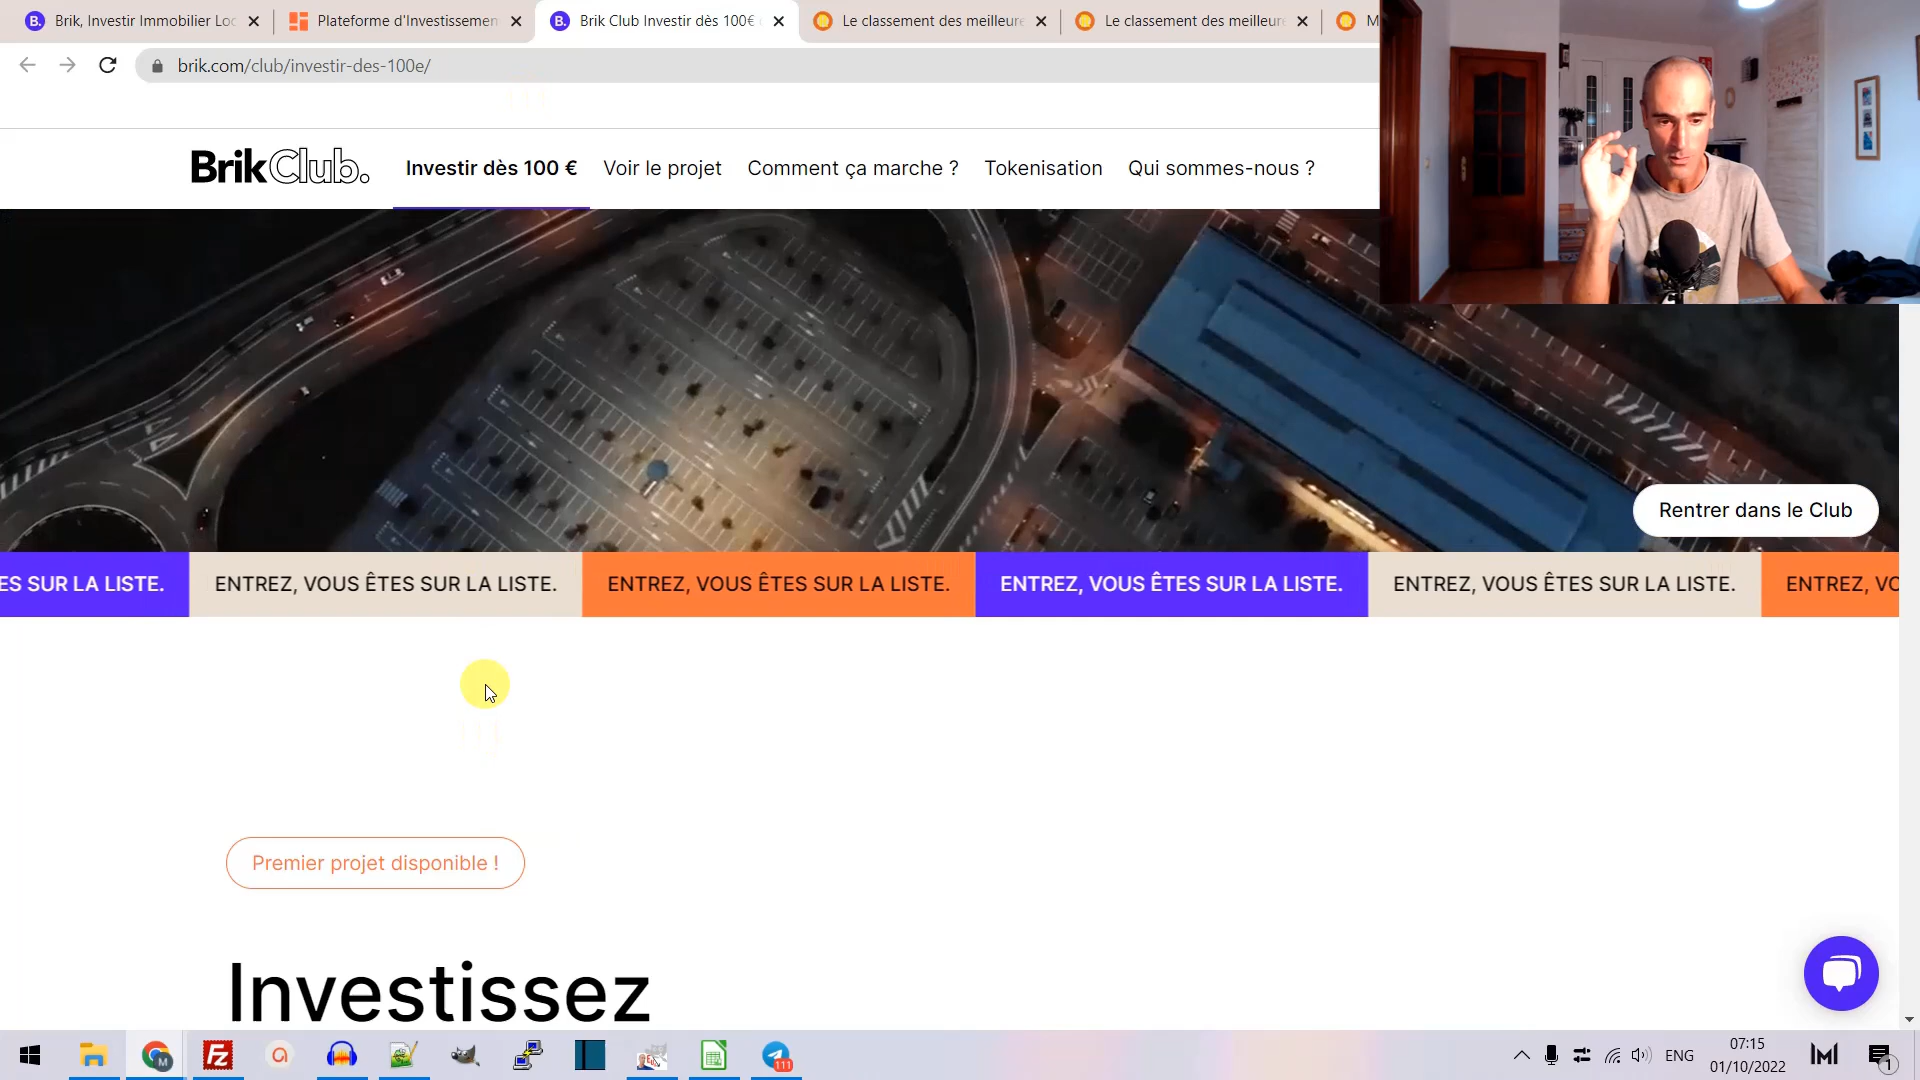 Brik, Investir Immobilier Loc
Plateforme d'Investissemen
Brik Club Investir dès 100€
Le classement des meilleure
Le classement des meilleure
M
brik.com/club/investir-des-100e/
BrikClub.
Investir dès 100 €
Voir le projet
Comment ça marche ?
Tokenisation
Qui sommes-nous ?
Rentrer dans le Club
ES SUR LA LISTE.
ENTREZ, VOUS ÊTES SUR LA LISTE.
ENTREZ, VOUS ÊTES SUR LA LISTE.
ENTREZ, VOUS ÊTES SUR LA LISTE.
ENTREZ, VOUS ÊTES SUR LA LISTE.
ENTREZ, VO
Premier projet disponible !
Investissez
ENG
07:15
01/10/2022
111
1